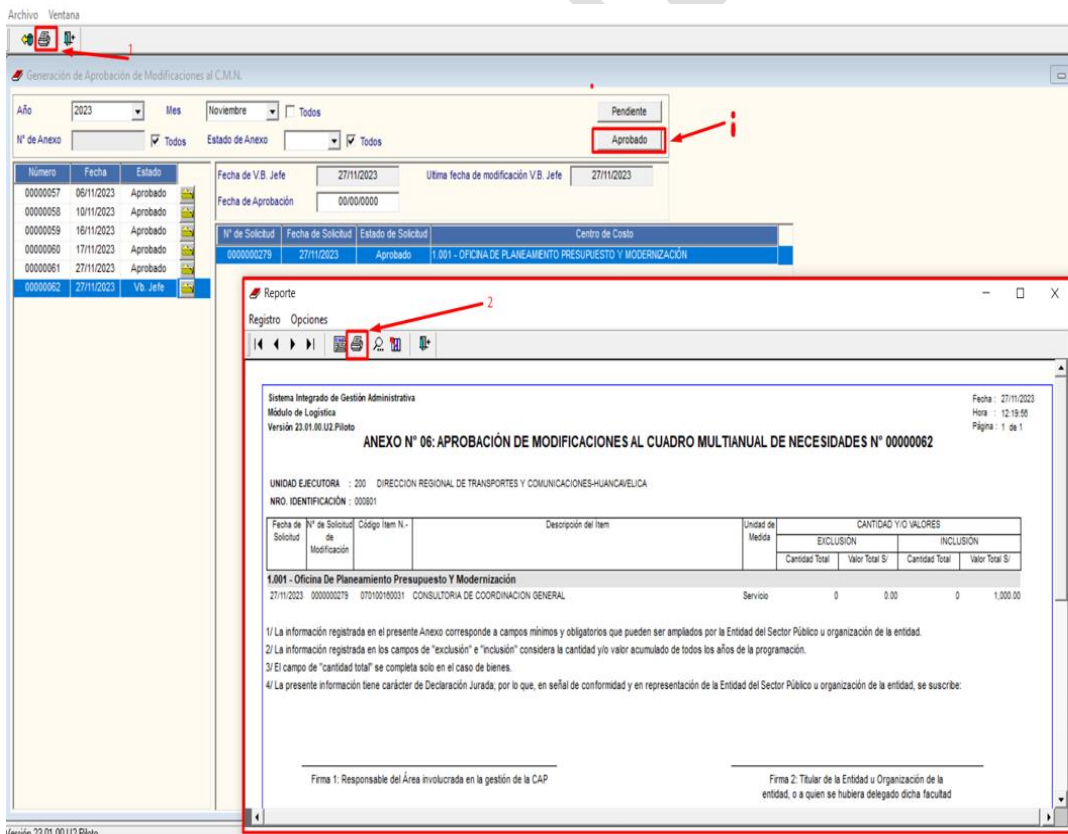 Archivo Ventana
1
Generación de Aprobación de Modificaciones al C.M.N.
Año 2023 Mes Noviembre Todos Pendiente
N° de Anexo Todos Estado de Anexo Todos Aprobado
i
Número Fecha Estado
00000057 06/11/2023 Aprobado
00000058 10/11/2023 Aprobado
00000059 16/11/2023 Aprobado
00000060 17/11/2023 Aprobado
00000061 27/11/2023 Aprobado
00000062 27/11/2023 Vb. Jefe
Fecha de V.B. Jefe 27/11/2023 Ultima fecha de modificación V.B. Jefe 27/11/2023
Fecha de Aprobación 00/00/0000
N° de Solicitud Fecha de Solicitud Estado de Solicitud Centro de Costo
0000000279 27/11/2023 Aprobado 1.001 - OFICINA DE PLANEAMIENTO PRESUPUESTO Y MODERNIZACIÓN
Reporte
2
Registro Opciones
Sistema Integrado de Gestión Administrativa Fecha : 27/11/2023
Módulo de Logística Hora : 12:19:56
Versión 23.01.00.U2.Piloto Página : 1 de 1
ANEXO N° 06: APROBACIÓN DE MODIFICACIONES AL CUADRO MULTIANUAL DE NECESIDADES N° 00000062
UNIDAD EJECUTORA : 200 DIRECCION REGIONAL DE TRANSPORTES Y COMUNICACIONES-HUANCAVELICA
NRO. IDENTIFICACIÓN : 000801
Fecha de Solicitud N° de Solicitud de Modificación Código Item N.- Descripción del Item Unidad de Medida CANTIDAD Y/O VALORES
EXCLUSIÓN INCLUSIÓN
Cantidad Total Valor Total S/ Cantidad Total Valor Total S/
1.001 - Oficina De Planeamiento Presupuesto Y Modernización
27/11/2023 0000000279 070100160031 CONSULTORIA DE COORDINACION GENERAL Servicio 0 0.00 0 1,000.00
1/ La información registrada en el presente Anexo corresponde a campos mínimos y obligatorios que pueden ser ampliados por la Entidad del Sector Público u organización de la entidad.
2/ La información registrada en los campos de "exclusión" e "inclusión" considera la cantidad y/o valor acumulado de todos los años de la programación.
3/ El campo de "cantidad total" se completa solo en el caso de bienes.
4/ La presente información tiene carácter de Declaración Jurada; por lo que, en señal de conformidad y en representación de la Entidad del Sector Público u organización de la entidad, se suscribe:
Firma 1: Responsable del Área involucrada en la gestión de la CAP
Firma 2: Titular de la Entidad u Organización de la
entidad, o a quien se hubiera delegado dicha facultad
Versión 23.01.00.U2.Piloto